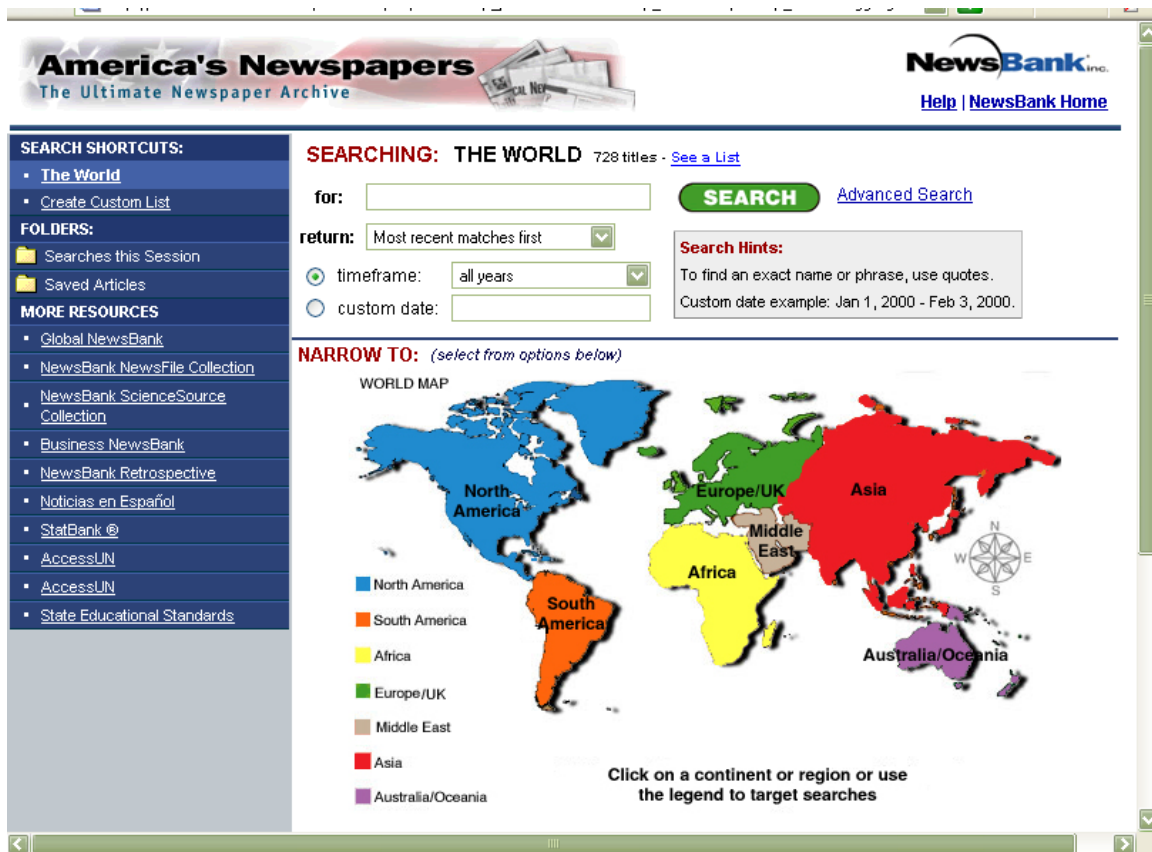 America's Newspapers
The Ultimate Newspaper Archive
NewsBank inc.
Help | NewsBank Home
SEARCH SHORTCUTS:
The World
Create Custom List
FOLDERS:
Searches this Session
Saved Articles
MORE RESOURCES
Global NewsBank
NewsBank NewsFile Collection
NewsBank ScienceSource
Collection
Business NewsBank
NewsBank Retrospective
Noticias en Español
StatBank ®
AccessUN
AccessUN
State Educational Standards
SEARCHING: THE WORLD 728 titles - See a List
for:
SEARCH
Advanced Search
return: Most recent matches first
timeframe: all years
custom date:
Search Hints:
To find an exact name or phrase, use quotes.
Custom date example: Jan 1, 2000 - Feb 3, 2000.
NARROW TO: (select from options below)
WORLD MAP
North
America
Europe/UK
Asia
Middle
East
Africa
South
America
Australia/Oceania
N
W
E
S
North America
South America
Africa
Europe/UK
Middle East
Asia
Australia/Oceania
Click on a continent or region or use
the legend to target searches